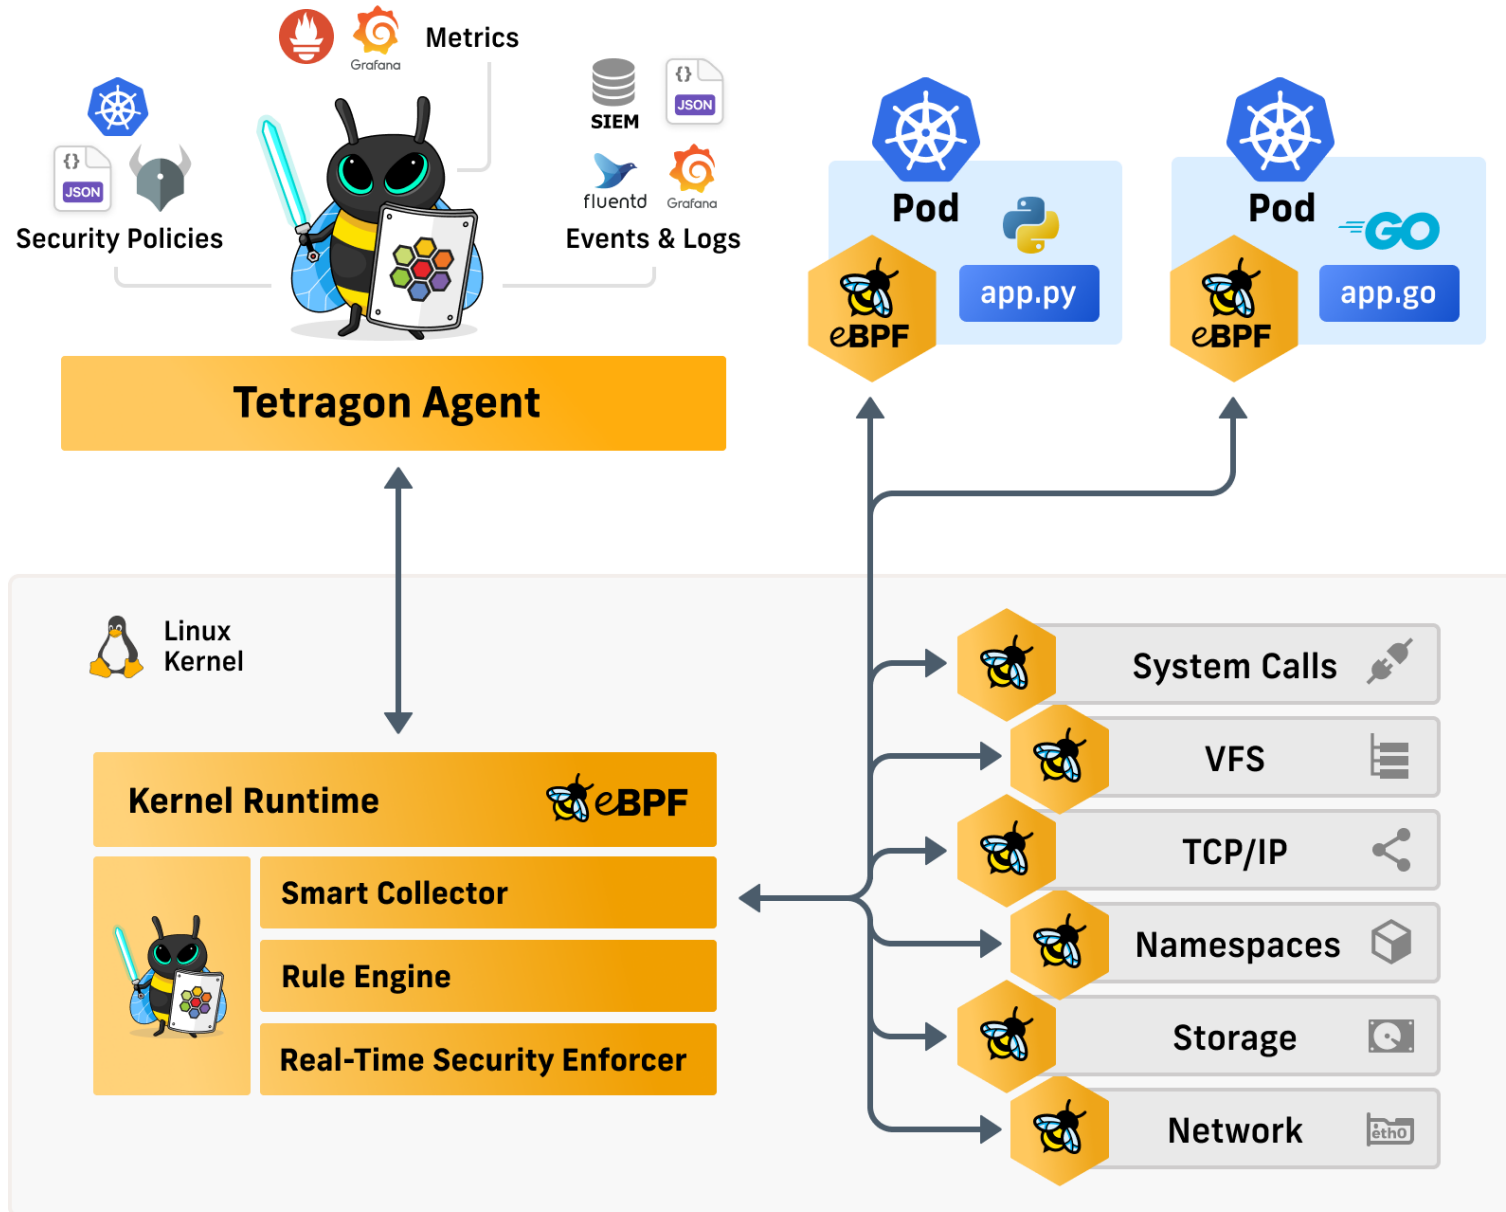 Metrics
Grafana
SIEM
{}
JSON
fluentd
Grafana
Events & Logs
{}
JSON
Security Policies
Tetragon Agent
Pod
eBPF
app.py
Pod
GO
eBPF
app.go
Linux
Kernel
Kernel Runtime
eBPF
Smart Collector
Rule Engine
Real-Time Security Enforcer
System Calls
VFS
TCP/IP
Namespaces
Storage
Network
eth0